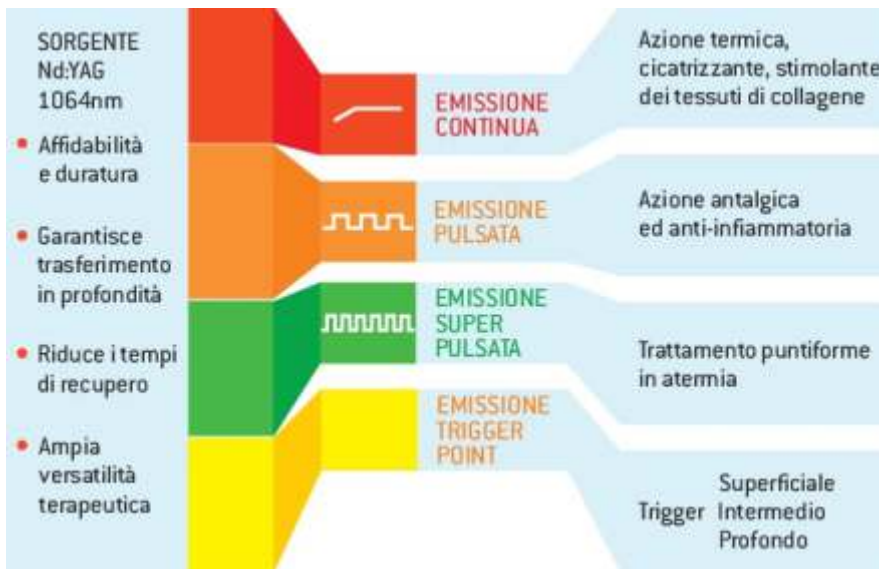 SORGENTE
Nd:YAG
1064nm
Affidabilità
e duratura
Garantisce
trasferimento
in profondità
Riduce i tempi
di recupero
Ampia
versatilità
terapeutica
EMISSIONE
CONTINUA
EMISSIONE
PULSATA
EMISSIONE
SUPER
PULSATA
EMISSIONE
TRIGGER
POINT
Azione termica,
cicatrizzante, stimolante
dei tessuti di collagene
Azione antalgica
ed anti-infiammatoria
Trattamento puntiforme
in atermia
Superficiale
Trigger Intermedio
Profondo